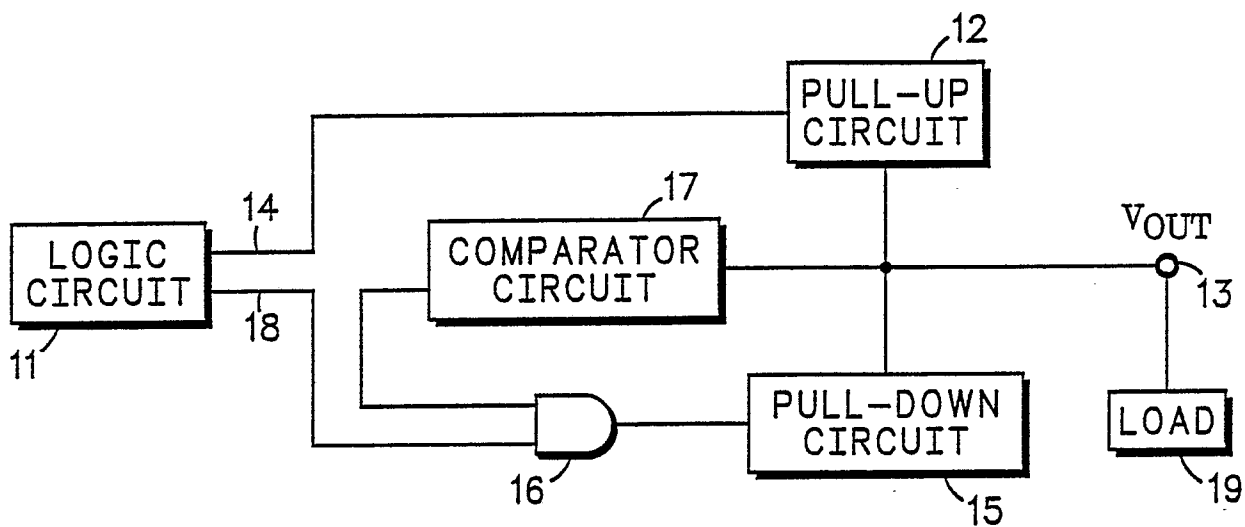 12
PULL-UP
CIRCUIT
14
17
LOGIC
CIRCUIT
COMPARATOR
CIRCUIT
VOUT
13
18
11
PULL-DOWN
CIRCUIT
LOAD
16
15
19